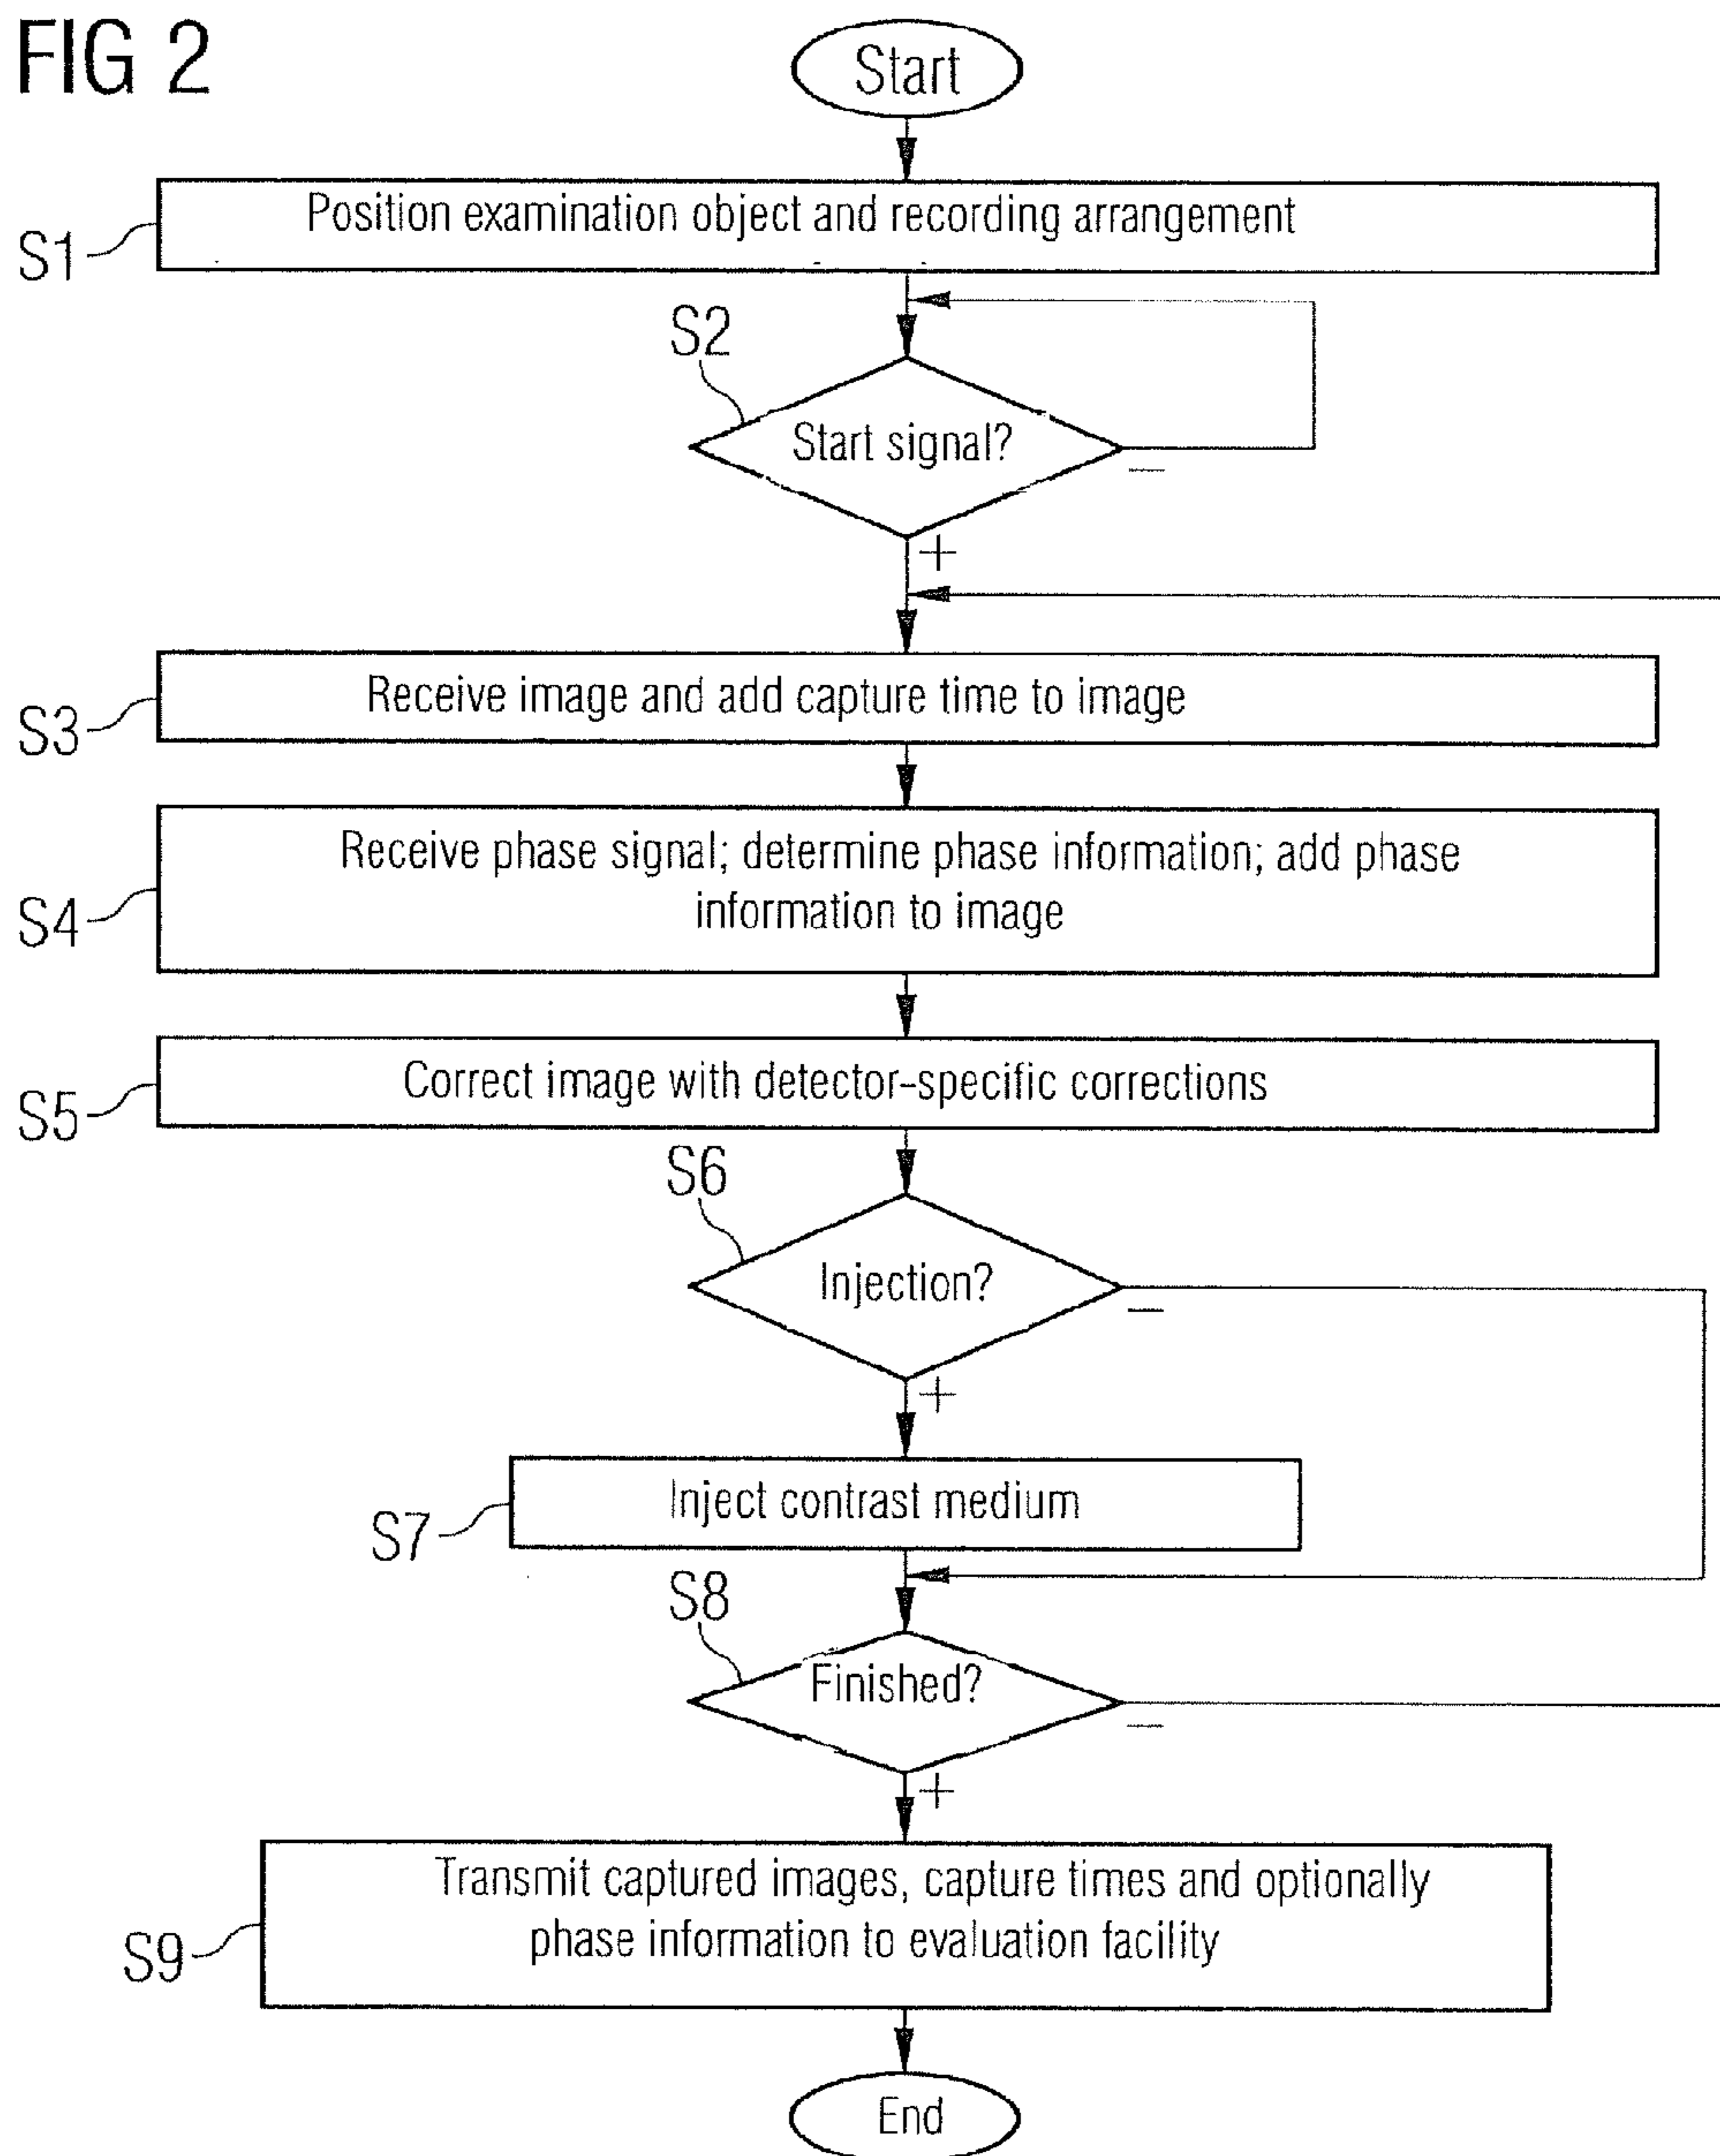 FIG 2
Start
S1
Position examination object and recording arrangement
S2
Start signal?
–
+
S3
Receive image and add capture time to image
S4
Receive phase signal; determine phase information; add phase
information to image
S5
Correct image with detector-specific corrections
S6
Injection?
–
+
S7
Inject contrast medium
S8
Finished?
–
+
S9
Transmit captured images, capture times and optionally
phase information to evaluation facility
End